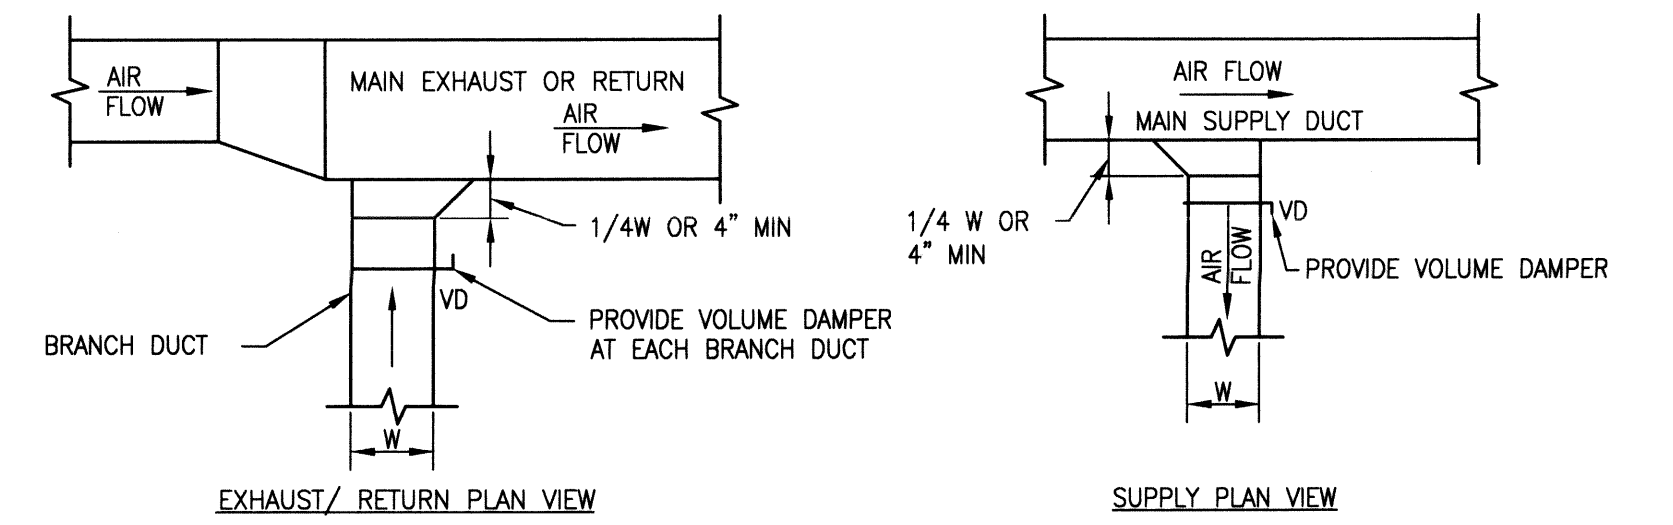 AIR
FLOW
MAIN EXHAUST OR RETURN
AIR
FLOW
1/4W OR 4" MIN
VD
PROVIDE VOLUME DAMPER
AT EACH BRANCH DUCT
BRANCH DUCT
W
EXHAUST/ RETURN PLAN VIEW
AIR FLOW
MAIN SUPPLY DUCT
1/4 W OR
4" MIN
VD
AIR
FLOW
PROVIDE VOLUME DAMPER
W
SUPPLY PLAN VIEW